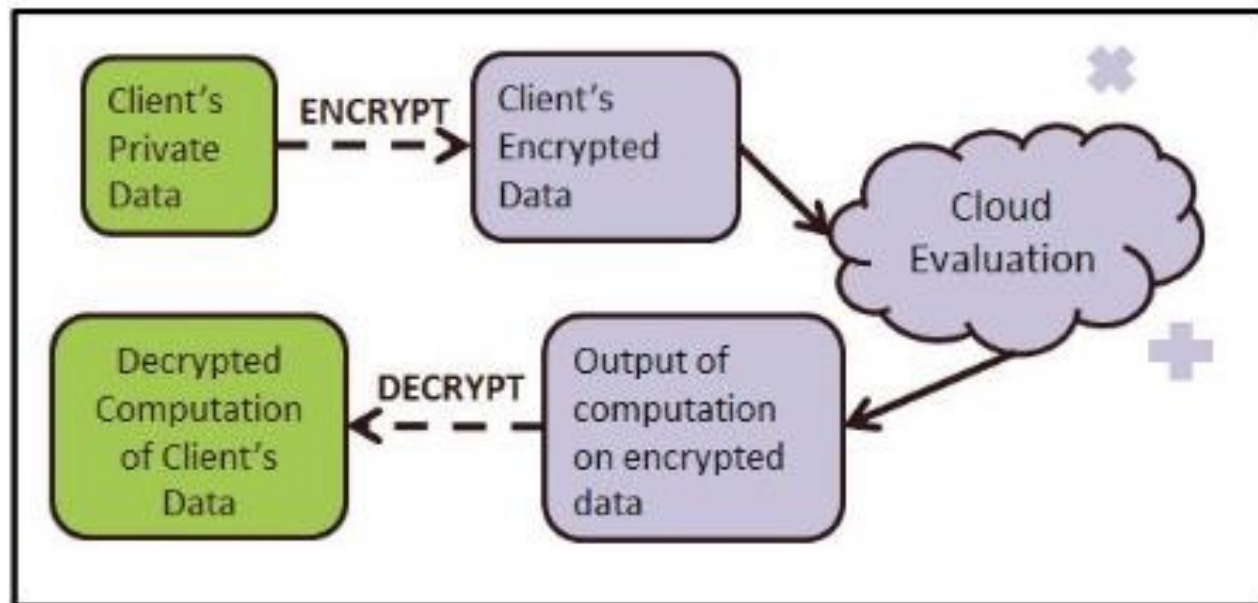 Client's
Private
Data
ENCRYPT
Client's
Encrypted
Data
Cloud
Evaluation
Decrypted
Computation
of Client's
Data
DECRYPT
Output of
computation
on encrypted
data